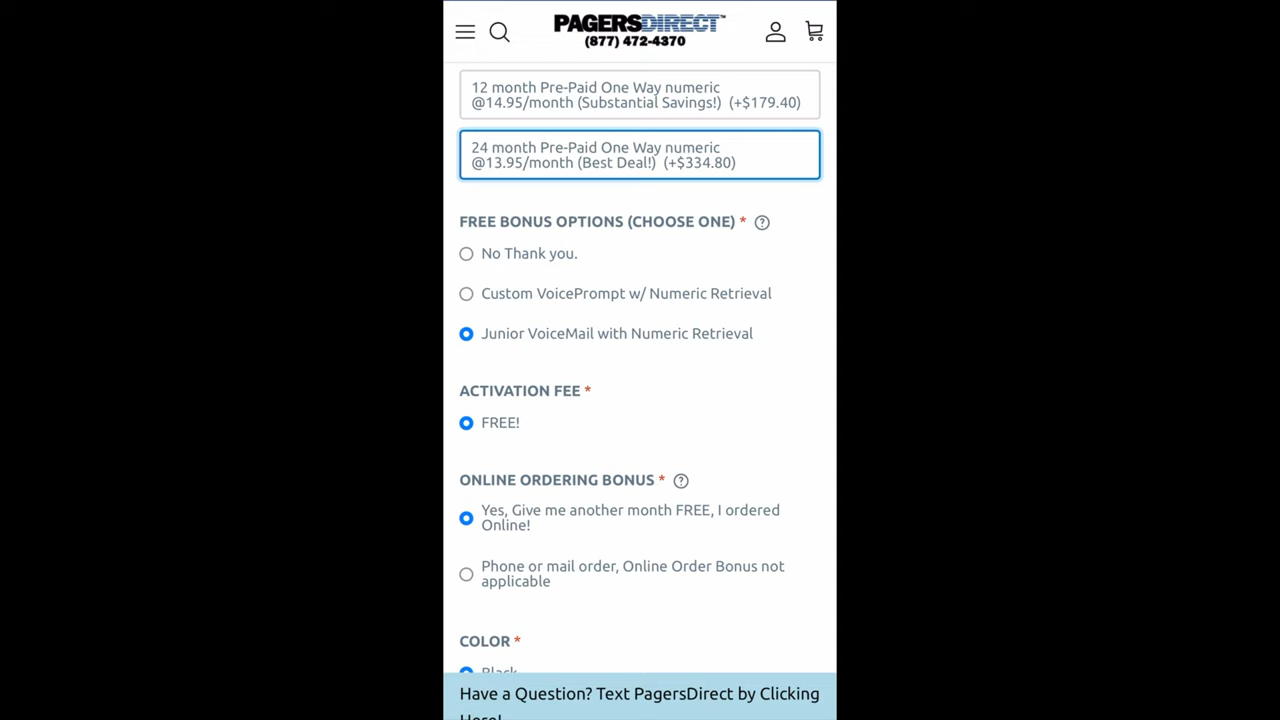 PAGERSDIRECT™
(877) 472-4370
12 month Pre-Paid One Way numeric
@14.95/month (Substantial Savings!) (+$179.40)
24 month Pre-Paid One Way numeric
@13.95/month (Best Deal!) (+$334.80)
FREE BONUS OPTIONS (CHOOSE ONE) * ?
No Thank you.
Custom VoicePrompt w/ Numeric Retrieval
Junior VoiceMail with Numeric Retrieval
ACTIVATION FEE *
FREE!
ONLINE ORDERING BONUS * ?
Yes, Give me another month FREE, I ordered
Online!
Phone or mail order, Online Order Bonus not
applicable
COLOR *
Black
Have a Question? Text PagersDirect by Clicking
Here!